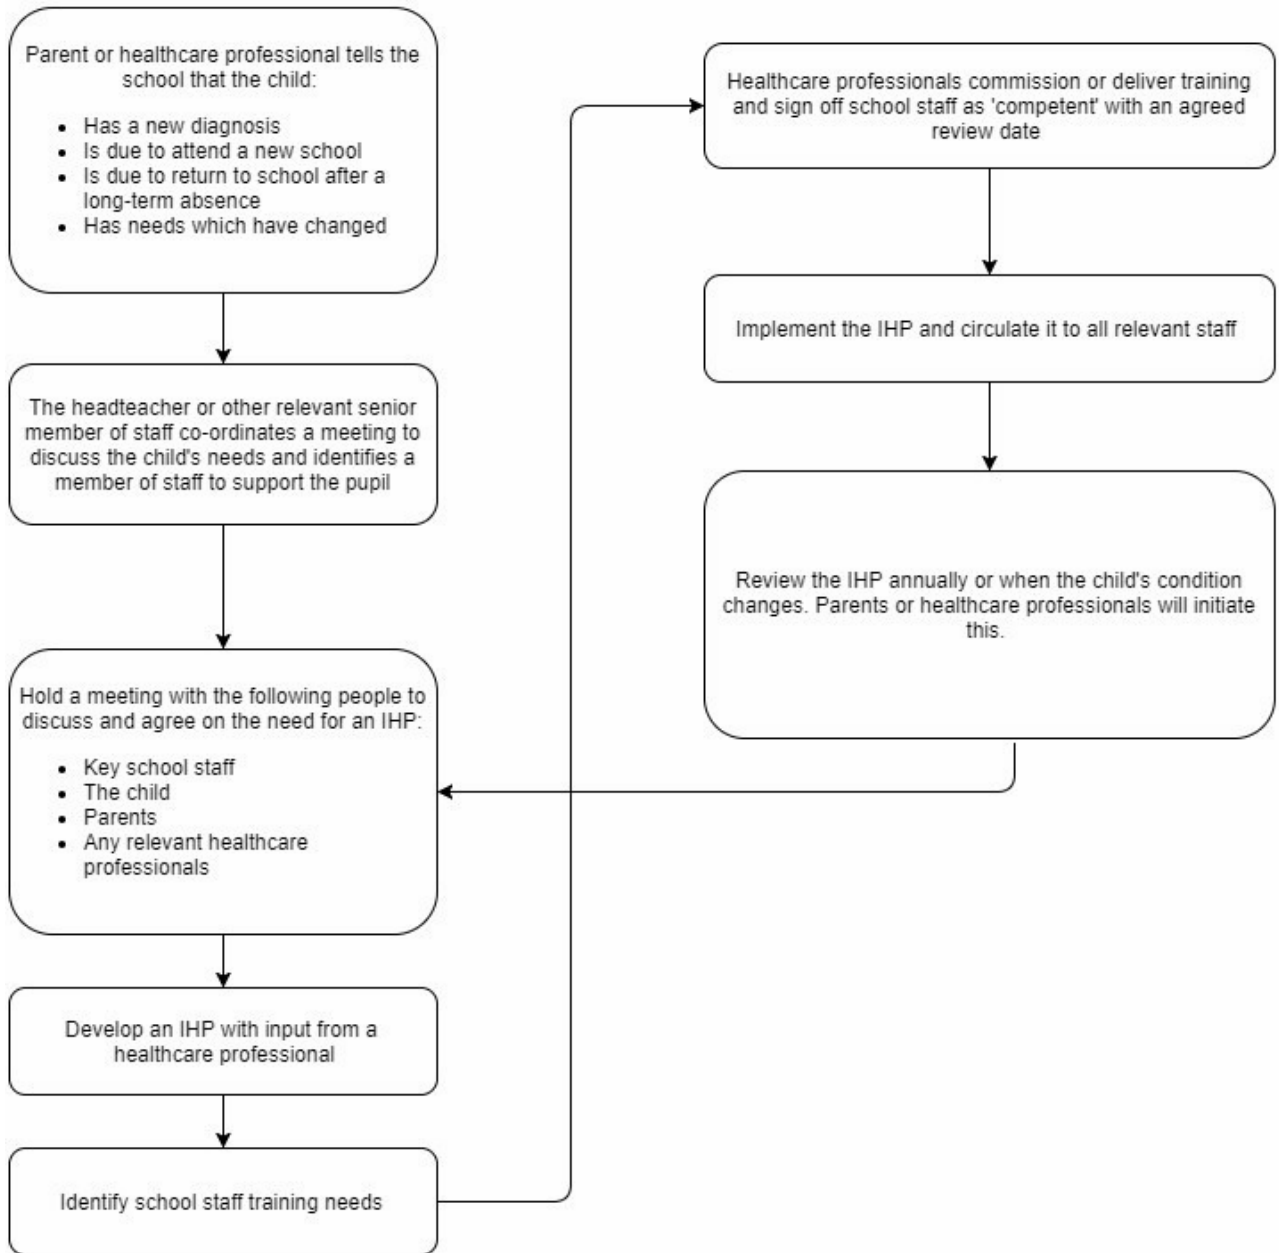 Parent or healthcare professional tells the
school that the child:
• Has a new diagnosis
• Is due to attend a new school
• Is due to return to school after a
long-term absence
• Has needs which have changed
The headteacher or other relevant senior
member of staff co-ordinates a meeting to
discuss the child's needs and identifies a
member of staff to support the pupil
Hold a meeting with the following people to
discuss and agree on the need for an IHP:
• Key school staff
• The child
• Parents
• Any relevant healthcare
professionals
Develop an IHP with input from a
healthcare professional
Identify school staff training needs
Healthcare professionals commission or deliver training
and sign off school staff as 'competent' with an agreed
review date
Implement the IHP and circulate it to all relevant staff
Review the IHP annually or when the child's condition
changes. Parents or healthcare professionals will initiate
this.